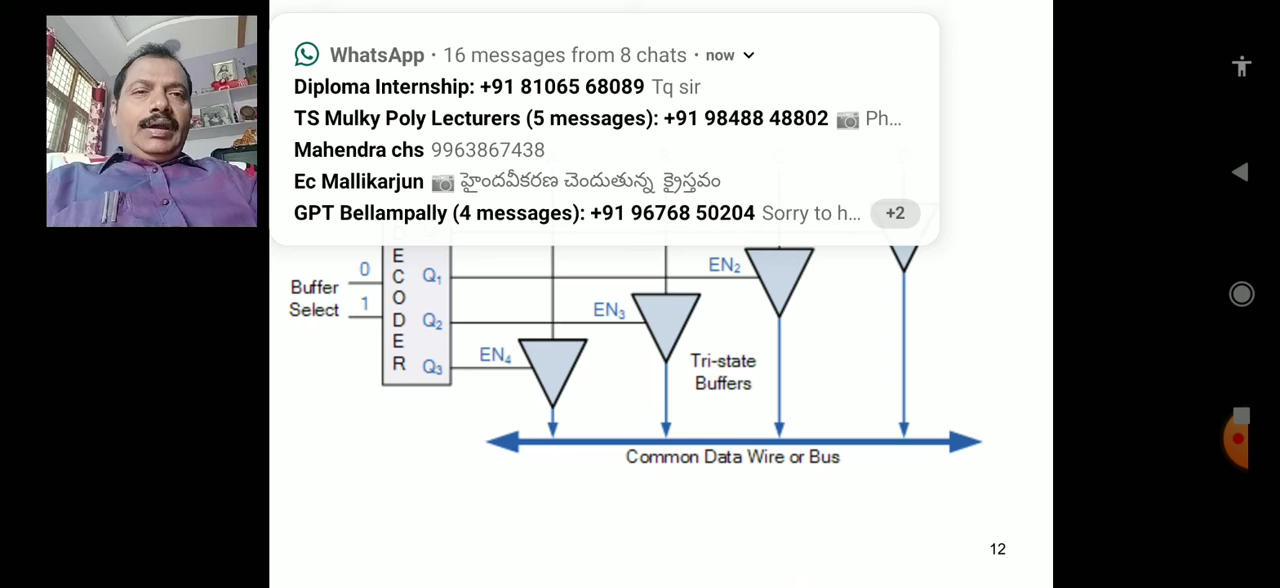 WhatsApp · 16 messages from 8 chats · now
Diploma Internship: +91 81065 68089 Tq sir
TS Mulky Poly Lecturers (5 messages): +91 98488 48802 Ph...
Mahendra chs 9963867438
Ec Mallikarjun హైందవీకరణ చెందుతున్న క్రైస్తవం
GPT Bellampally (4 messages): +91 96768 50204 Sorry to h... +2
Buffer
Select
0
1
E
C
O
D
E
R
Q1
Q2
Q3
EN2
EN3
EN4
Tri-state
Buffers
Common Data Wire or Bus
12